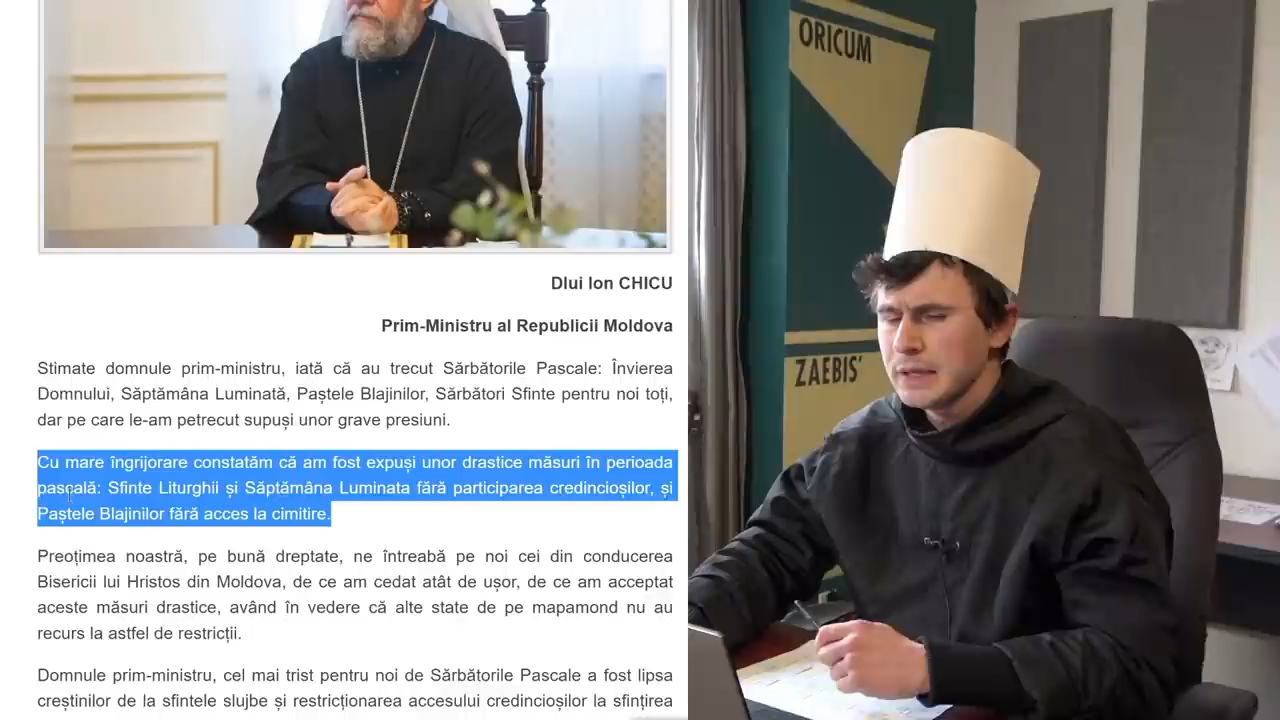 Dlui Ion CHICU
Prim-Ministru al Republicii Moldova
Stimate domnule prim-ministru, iată că au trecut Sărbătorile Pascale: Învierea
Domnului, Săptămâna Luminată, Paștele Blajinilor, Sărbători Sfinte pentru noi toți,
dar pe care le-am petrecut supuși unor grave presiuni.
Cu mare îngrijorare constatăm că am fost expuși unor drastice măsuri în perioada
pascală: Sfinte Liturghii și Săptămâna Luminata fără participarea credincioșilor, și
Paștele Blajinilor fără acces la cimitire.
Preoțimea noastră, pe bună dreptate, ne întreabă pe noi cei din conducerea
Bisericii lui Hristos din Moldova, de ce am cedat atât de ușor, de ce am acceptat
aceste măsuri drastice, având în vedere că alte state de pe mapamond nu au
recurs la astfel de restricții.
Domnule prim-ministru, cel mai trist pentru noi de Sărbătorile Pascale a fost lipsa
creștinilor de la sfintele slujbe și restricționarea accesului credincioșilor la sfințirea
ORICUM
ZAEBIS'